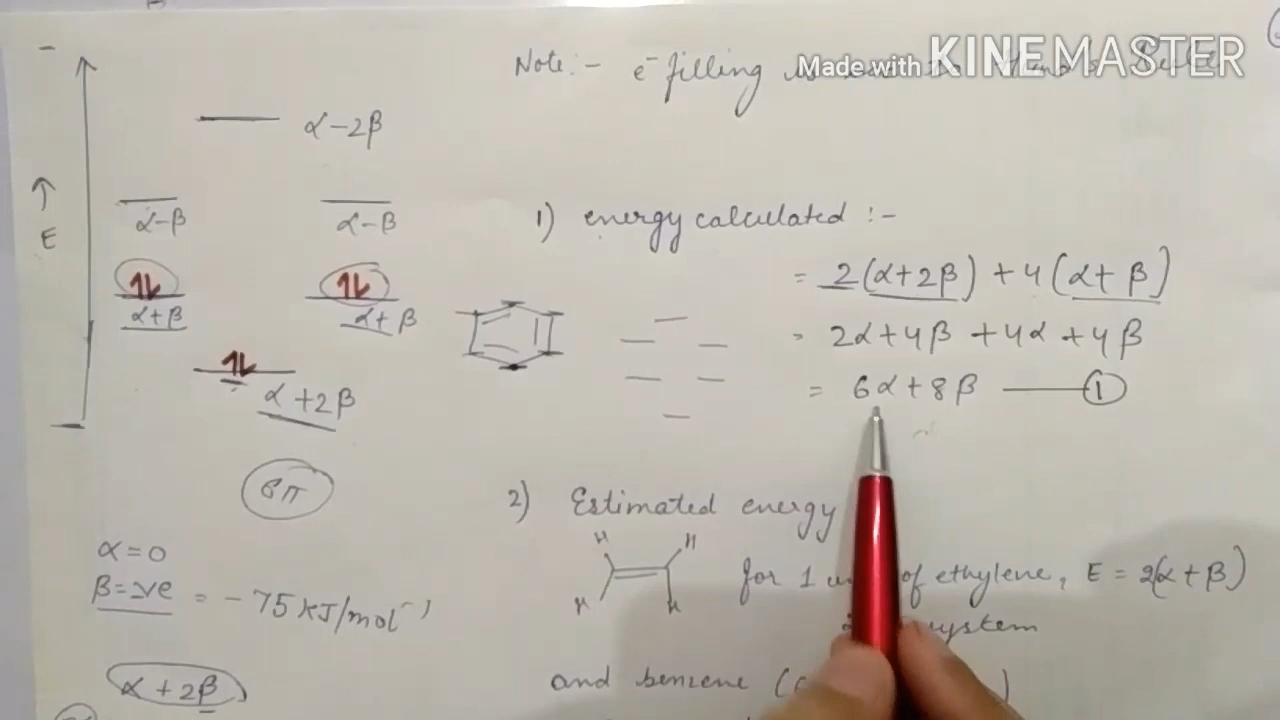 Made with KINEMASTER
Note:- e⁻ filling
α-2β
↑
E
α-β
α-β
α+β
α+β
α+2β
6π
α=0
β=-ve = -75 KJ/mol⁻¹
α+2β
1) energy calculated :-
= 2(α+2β) + 4(α+β)
= 2α+4β + 4α + 4β
= 6α+8β — 1
2) Estimated energy
H
H
H
H
for 1 of ethylene, E = 2(α+β)
system
and benzene (